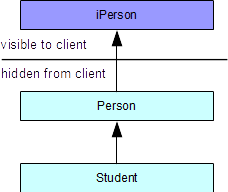 iPerson
visible to client
hidden from client
Person
Student